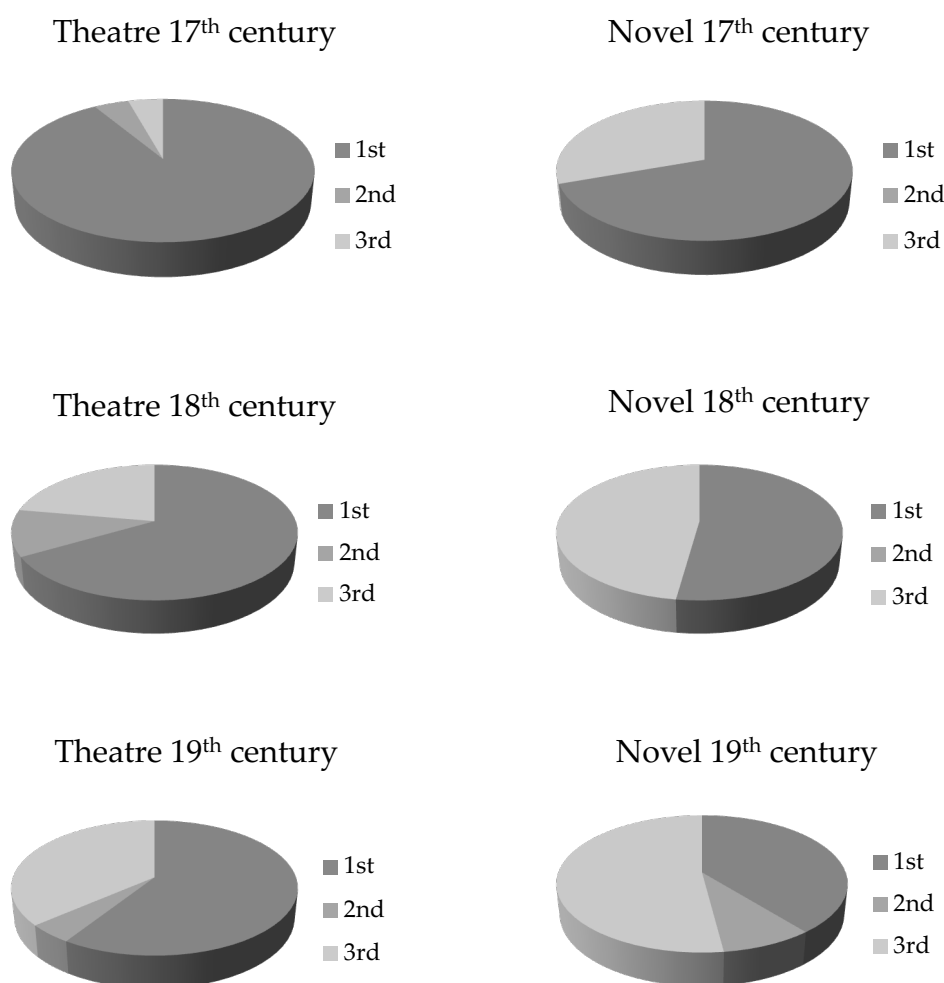 Theatre 17th century
1st
2nd
3rd
Novel 17th century
1st
2nd
3rd
Theatre 18th century
1st
2nd
3rd
Novel 18th century
1st
2nd
3rd
Theatre 19th century
1st
2nd
3rd
Novel 19th century
1st
2nd
3rd